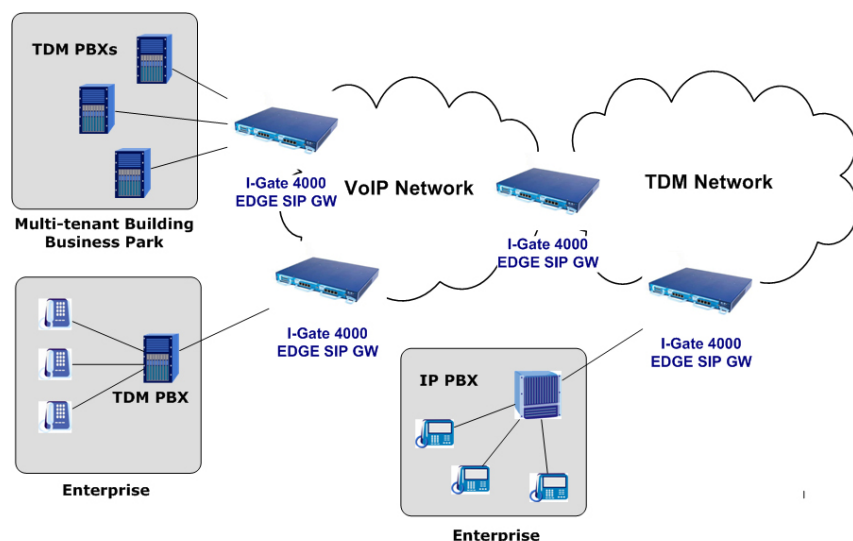 TDM PBXs
I-Gate 4000
EDGE SIP GW
VoIP Network
TDM Network
Multi-tenant Building
Business Park
I-Gate 4000
EDGE SIP GW
I-Gate 4000
EDGE SIP GW
I-Gate 4000
EDGE SIP GW
TDM PBX
IP PBX
Enterprise
Enterprise